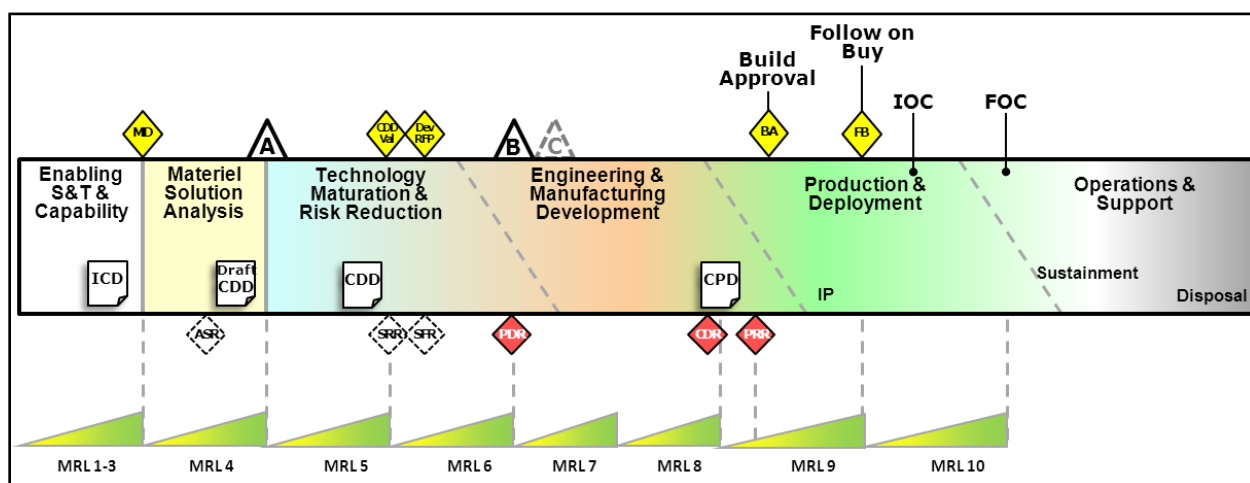 Follow on
Buy
Build
Approval
IOC
FOC
MD
A
CDD
Val
Dev
RFP
B
C
BA
FB
Enabling
S&T &
Capability
Materiel
Solution
Analysis
Technology
Maturation &
Risk Reduction
Engineering &
Manufacturing
Development
Production &
Deployment
Operations &
Support
ICD
Draft
CDD
CDD
CPD
IP
Sustainment
Disposal
ASR
SRR
SFR
PDR
CDR
PRR
MRL 1-3
MRL 4
MRL 5
MRL 6
MRL 7
MRL 8
MRL 9
MRL 10